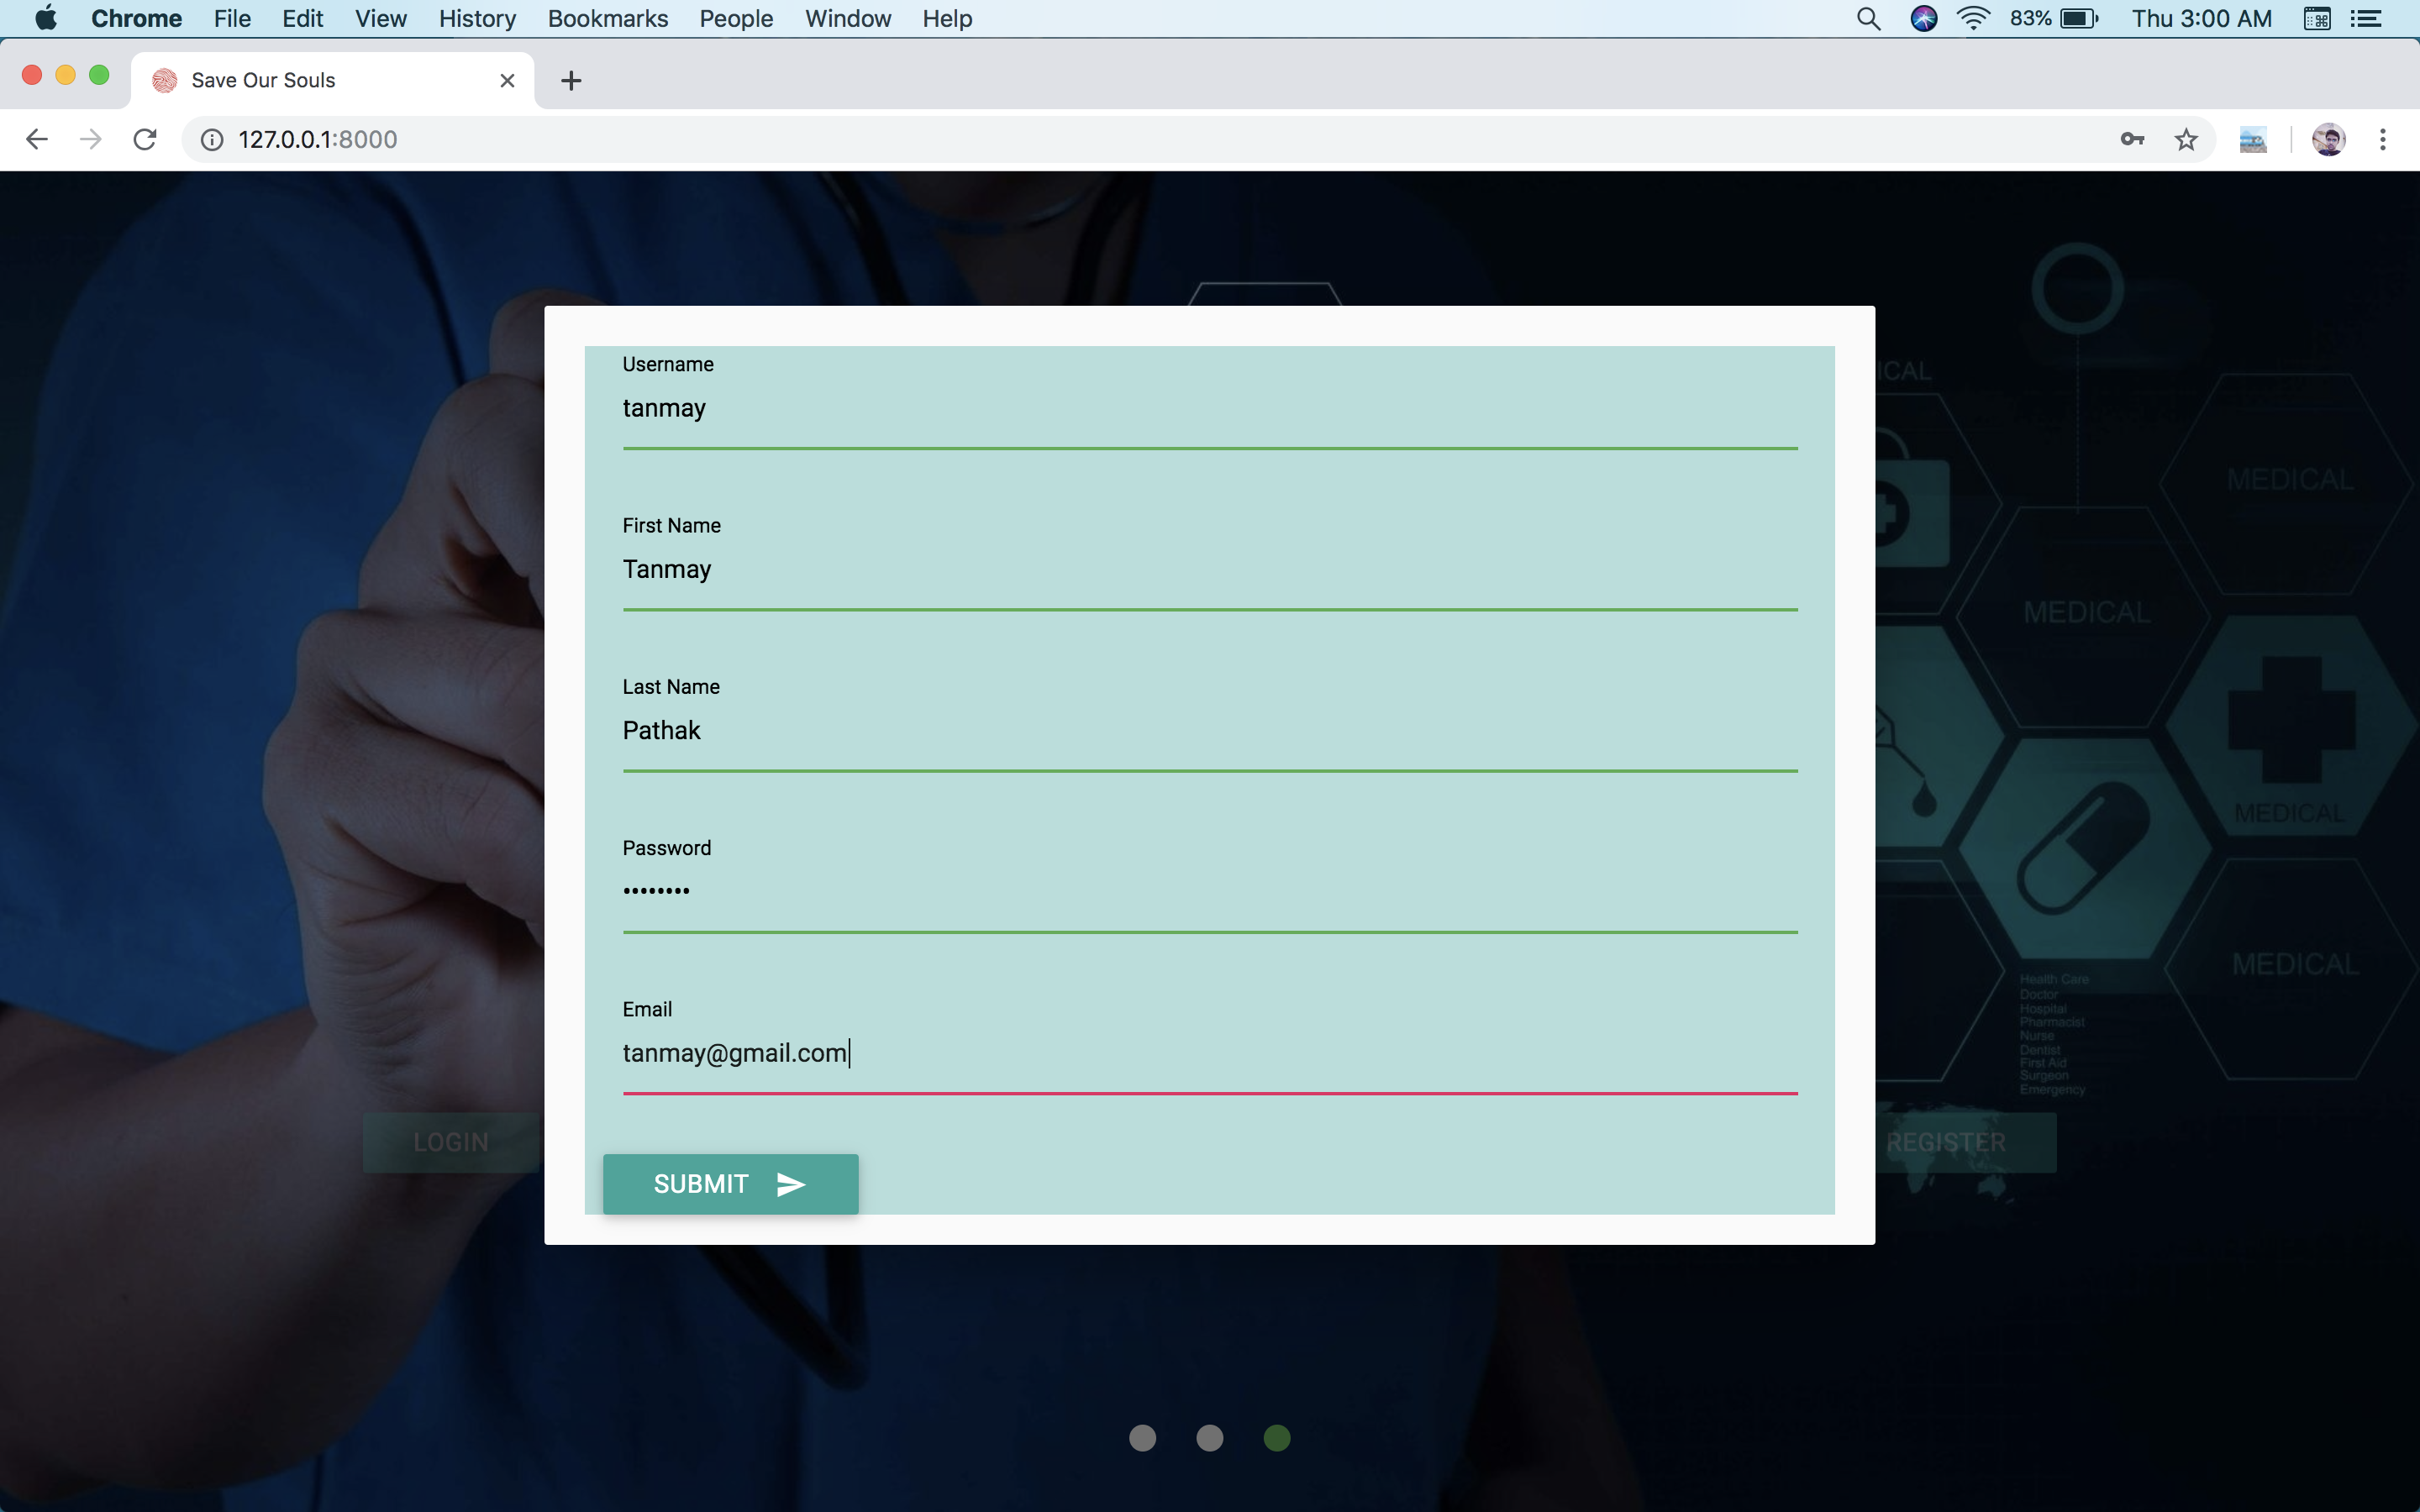 Chrome File Edit View History Bookmarks People Window Help 83% Thu 3:00 AM
Save Our Souls
127.0.0.1:8000
Username
tanmay
ICAL
First Name
Tanmay
MEDICAL
MEDICAL
Last Name
Pathak
MEDICAL
Password
••••••••
MEDICAL
Health Care
Doctor
Hospital
Pharmacist
Nurse
Dentist
First Aid
Surgeon
Emergency
Email
tanmay@gmail.com
LOGIN
REGISTER
SUBMIT